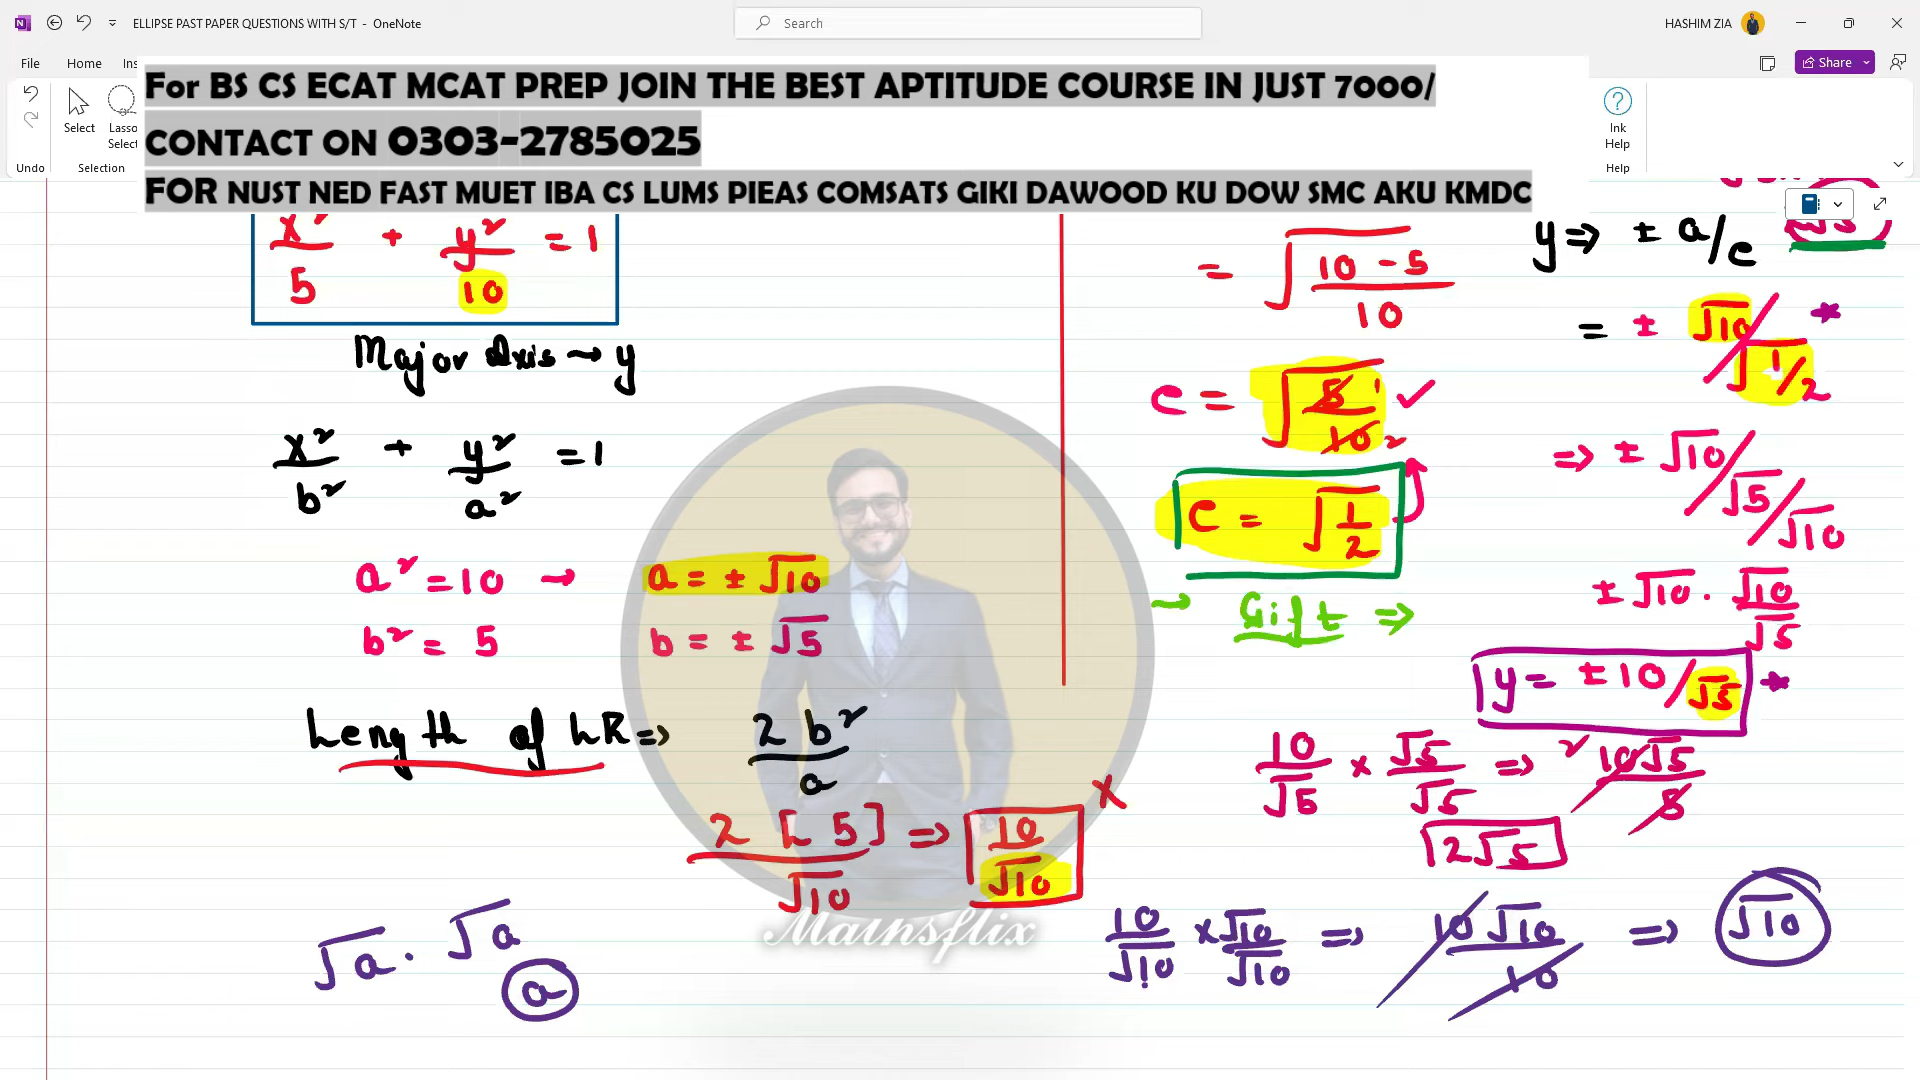 ELLIPSE PAST PAPER QUESTIONS WITH S/T - OneNote
Search
HASHIM ZIA
File
Home
Ins
Share
For BS CS ECAT MCAT PREP JOIN THE BEST APTITUDE COURSE IN JUST 7000/
CONTACT ON 0303-2785025
FOR NUST NED FAST MUET IBA CS LUMS PIEAS COMSATS GIKI DAWOOD KU DOW SMC AKU KMDC
Undo
Select
Lasso
Select
Selection
Ink
Help
Help
x²/5 + y²/10 = 1
Major Axis → y
x²/b² + y²/a² = 1
a² = 10 → a = ± √10
b² = 5 b = ± √5
Length of LR ⇒ 2b²/a
2[5]/√10 ⇒ 10/√10 x
√a · √a
a
= √(10-5)/10
e = √5/10 1 2 ✓
e = √1/2
→ Gift ⇒
y ⇒ ± a/e
= ± √10/√1/2 *
⇒ ± √10/√5/√10
± √10 · √10/√5
y = ± 10/√5 *
10/√5 × √5/√5 ⇒ 2 10√5/5
2√5
10/√10 × √10/√10 ⇒ 10√10/10 ⇒ √10
Mainsflix